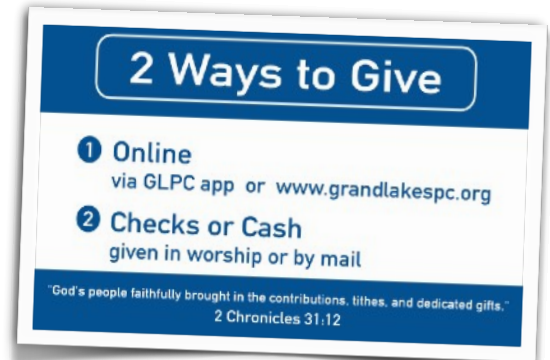 2 Ways to Give
1 Online
via GLPC app or www.grandlakespc.org
2 Checks or Cash
given in worship or by mail
"God's people faithfully brought in the contributions, tithes, and dedicated gifts."
2 Chronicles 31:12